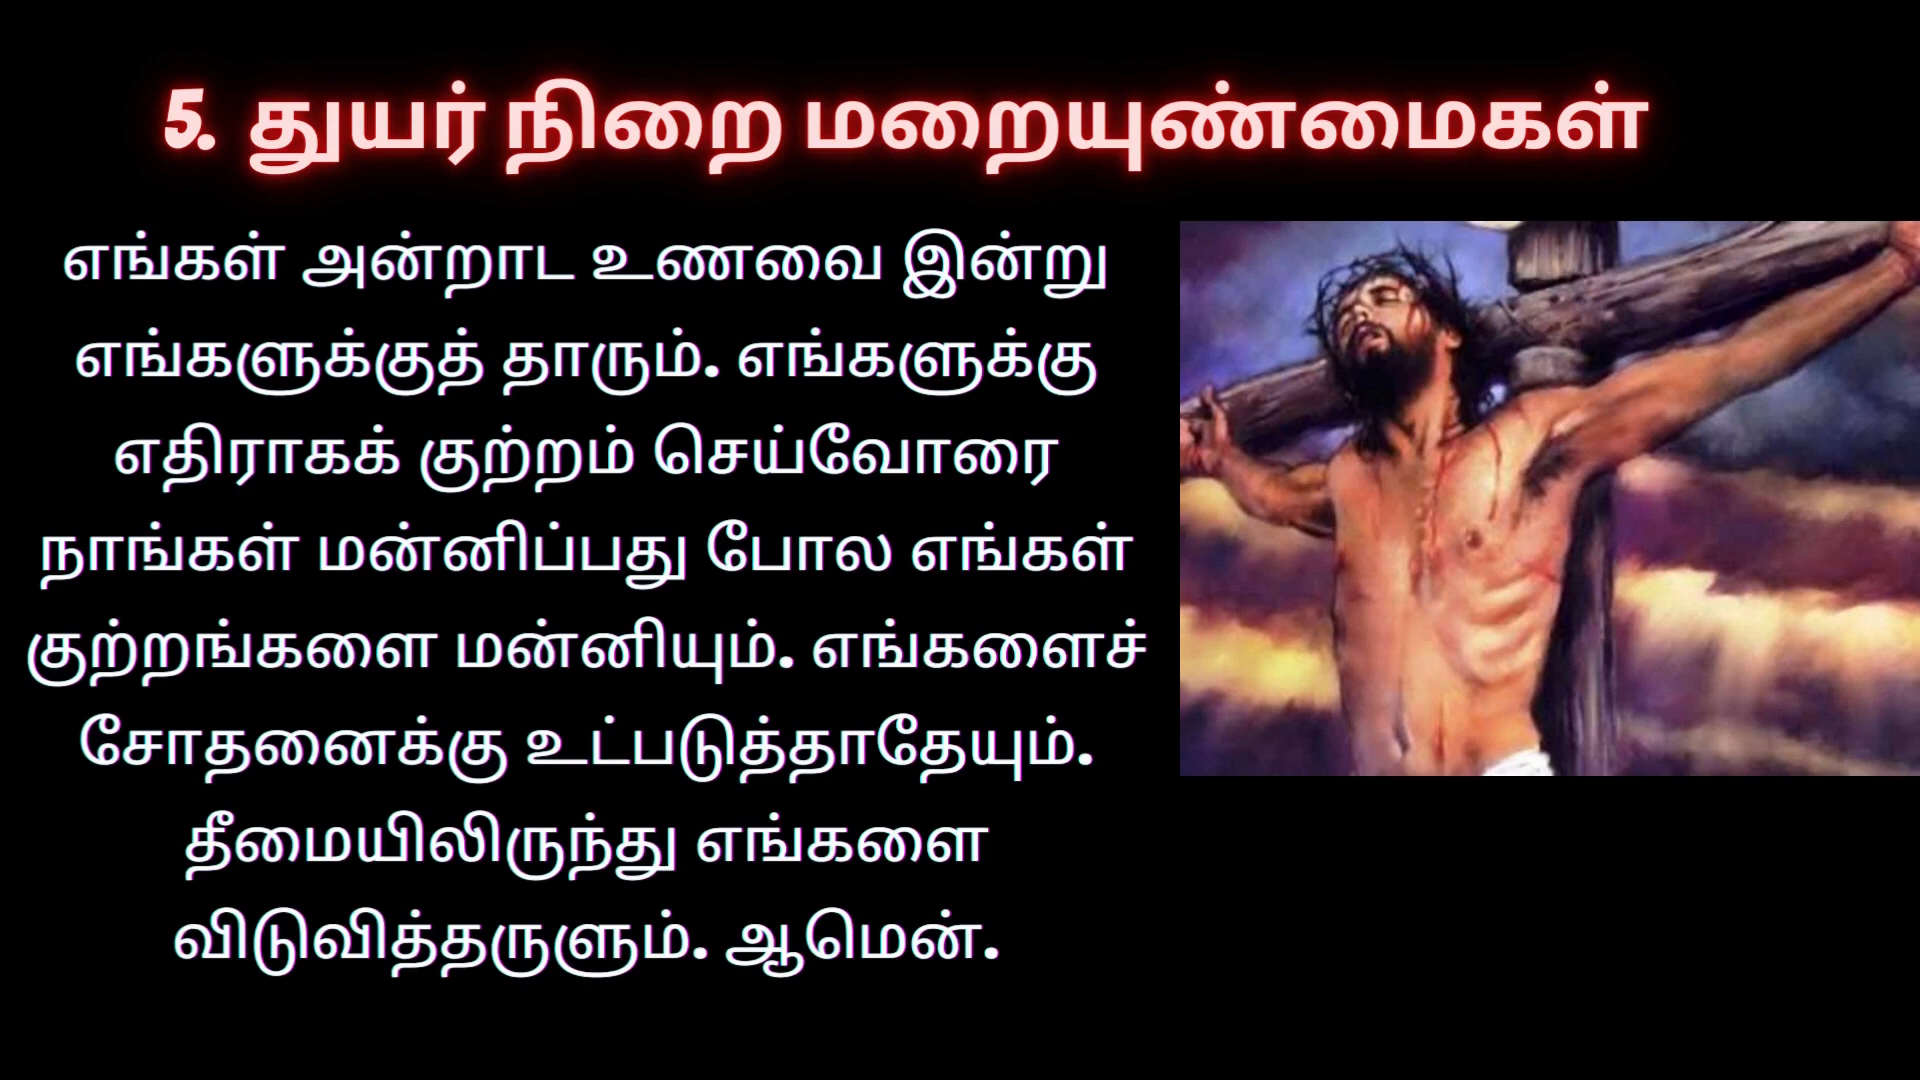 5. துயர் நிறை மறையுண்மைகள்
எங்கள் அன்றாட உணவை இன்று
எங்களுக்குத் தாரும். எங்களுக்கு
எதிராகக் குற்றம் செய்வோரை
நாங்கள் மன்னிப்பது போல எங்கள்
குற்றங்களை மன்னியும். எங்களைச்
சோதனைக்கு உட்படுத்தாதேயும்.
தீமையிலிருந்து எங்களை
விடுவித்தருளும். ஆமென்.